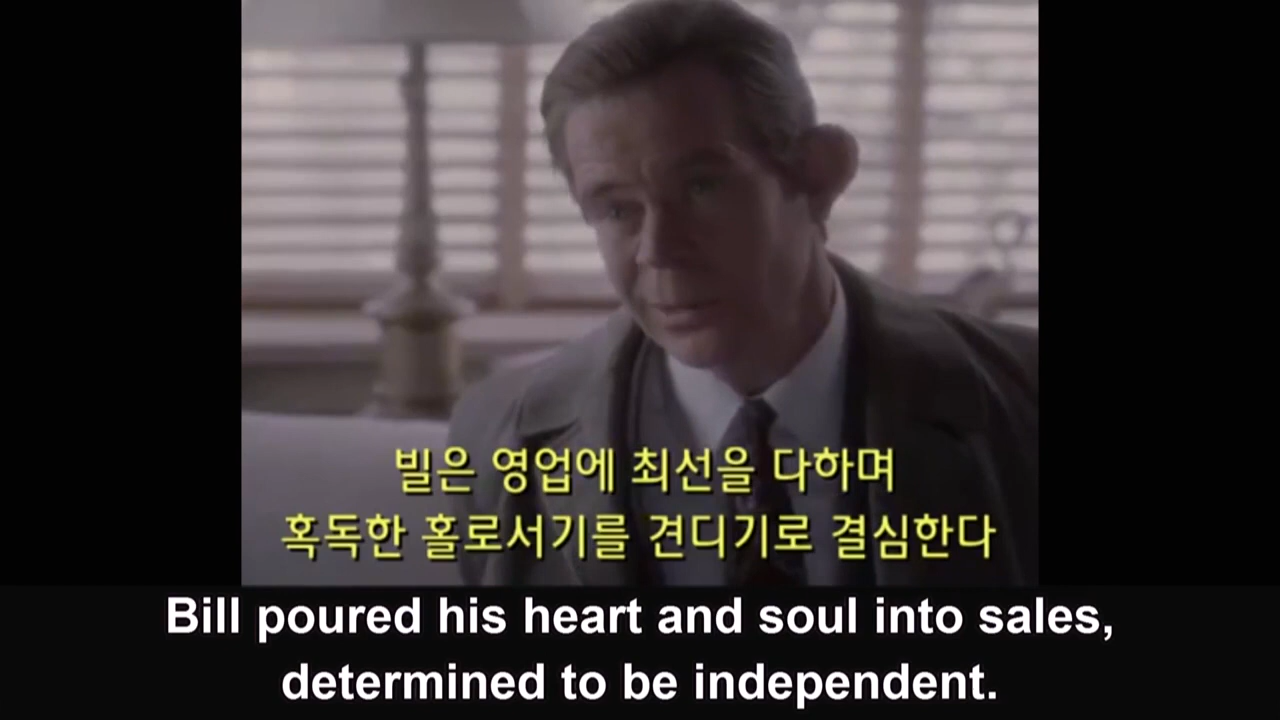 빌은 영업에 최선을 다하며
혹독한 홀로서기를 견디기로 결심한다
Bill poured his heart and soul into sales,
determined to be independent.